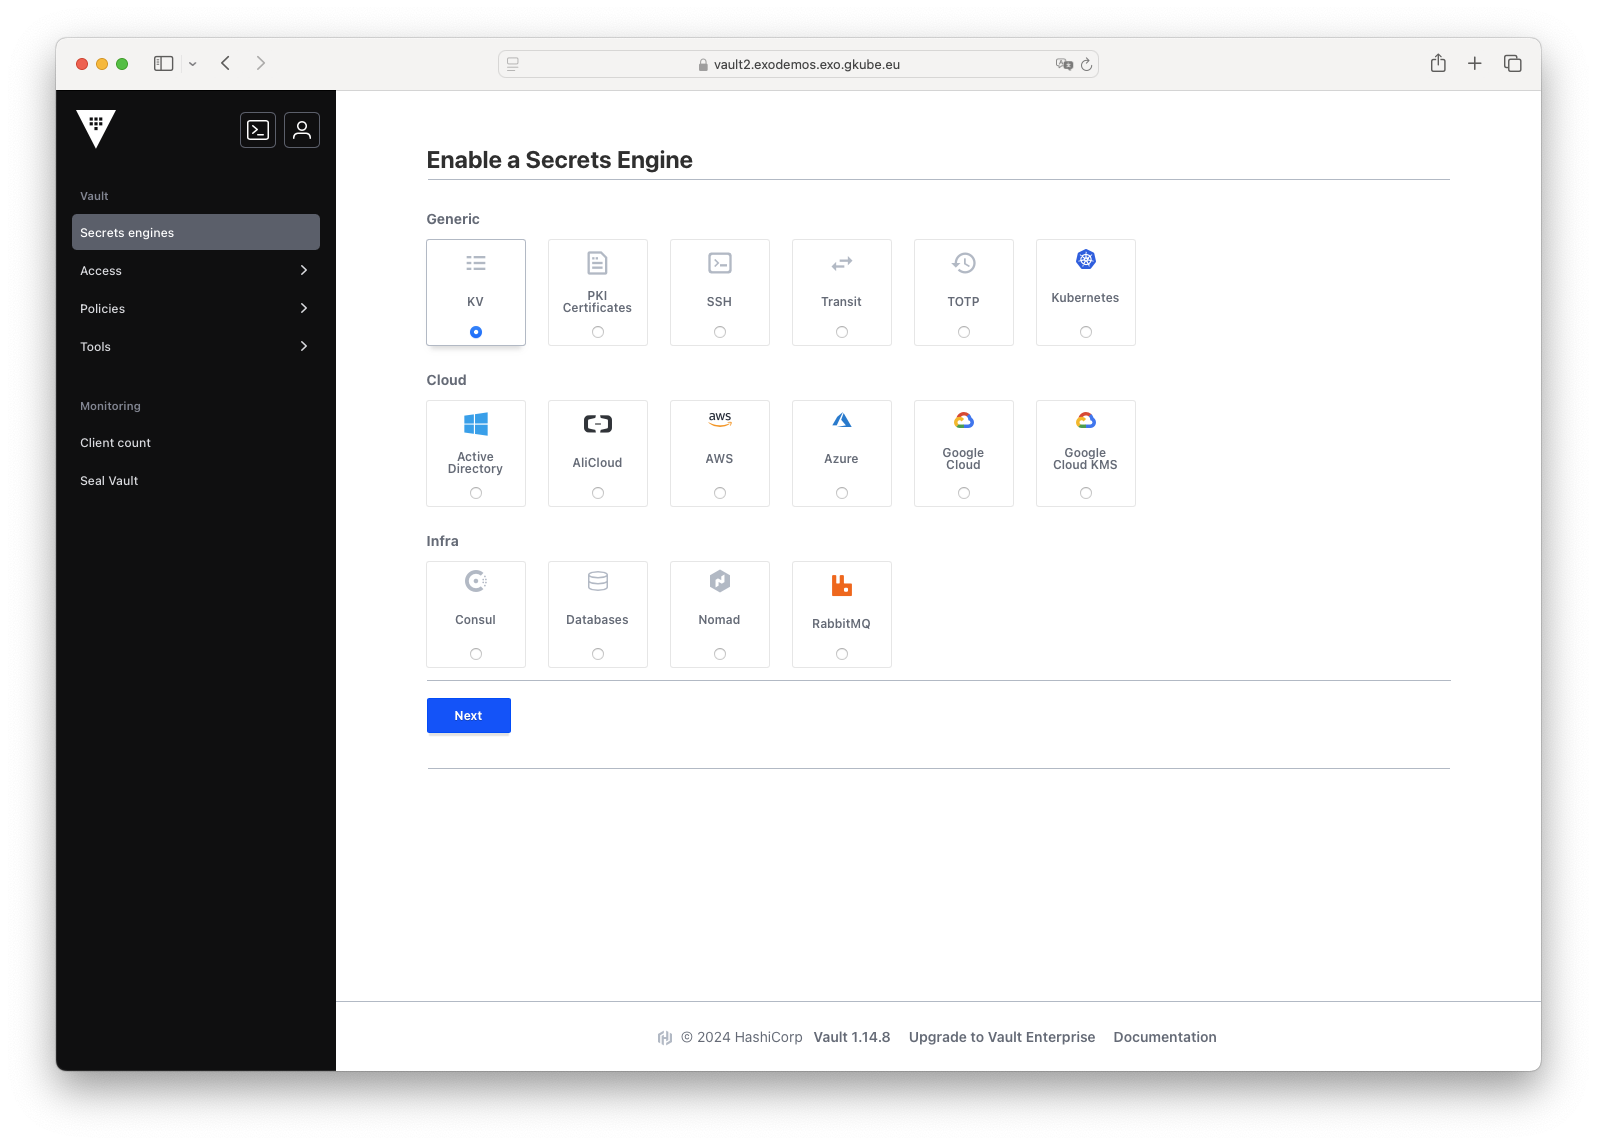 vault2.exodemos.exo.gkube.eu
Vault
Secrets engines
Access
Policies
Tools
Monitoring
Client count
Seal Vault
Enable a Secrets Engine
Generic
KV
PKI
Certificates
SSH
Transit
TOTP
Kubernetes
Cloud
Active
Directory
AliCloud
aws
AWS
Azure
Google
Cloud
Google
Cloud KMS
Infra
Consul
Databases
Nomad
RabbitMQ
Next
© 2024 HashiCorp Vault 1.14.8 Upgrade to Vault Enterprise Documentation